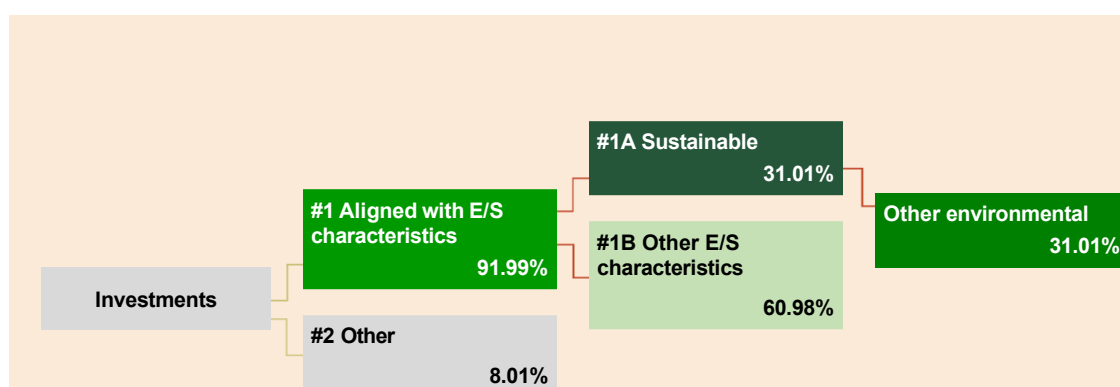 #1A Sustainable
31.01%
#1 Aligned with E/S
characteristics
91.99%
Other environmental
31.01%
#1B Other E/S
characteristics
60.98%
Investments
#2 Other
8.01%